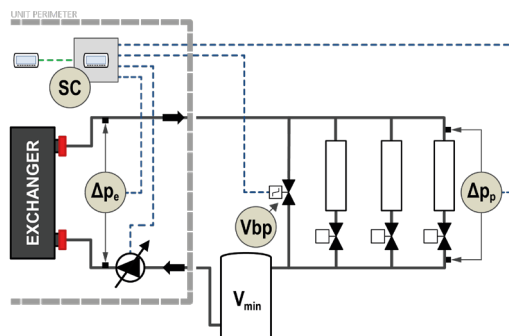 UNIT PERIMETER
SC
EXCHANGER
Δpe
Vbp
Δpp
Vmin